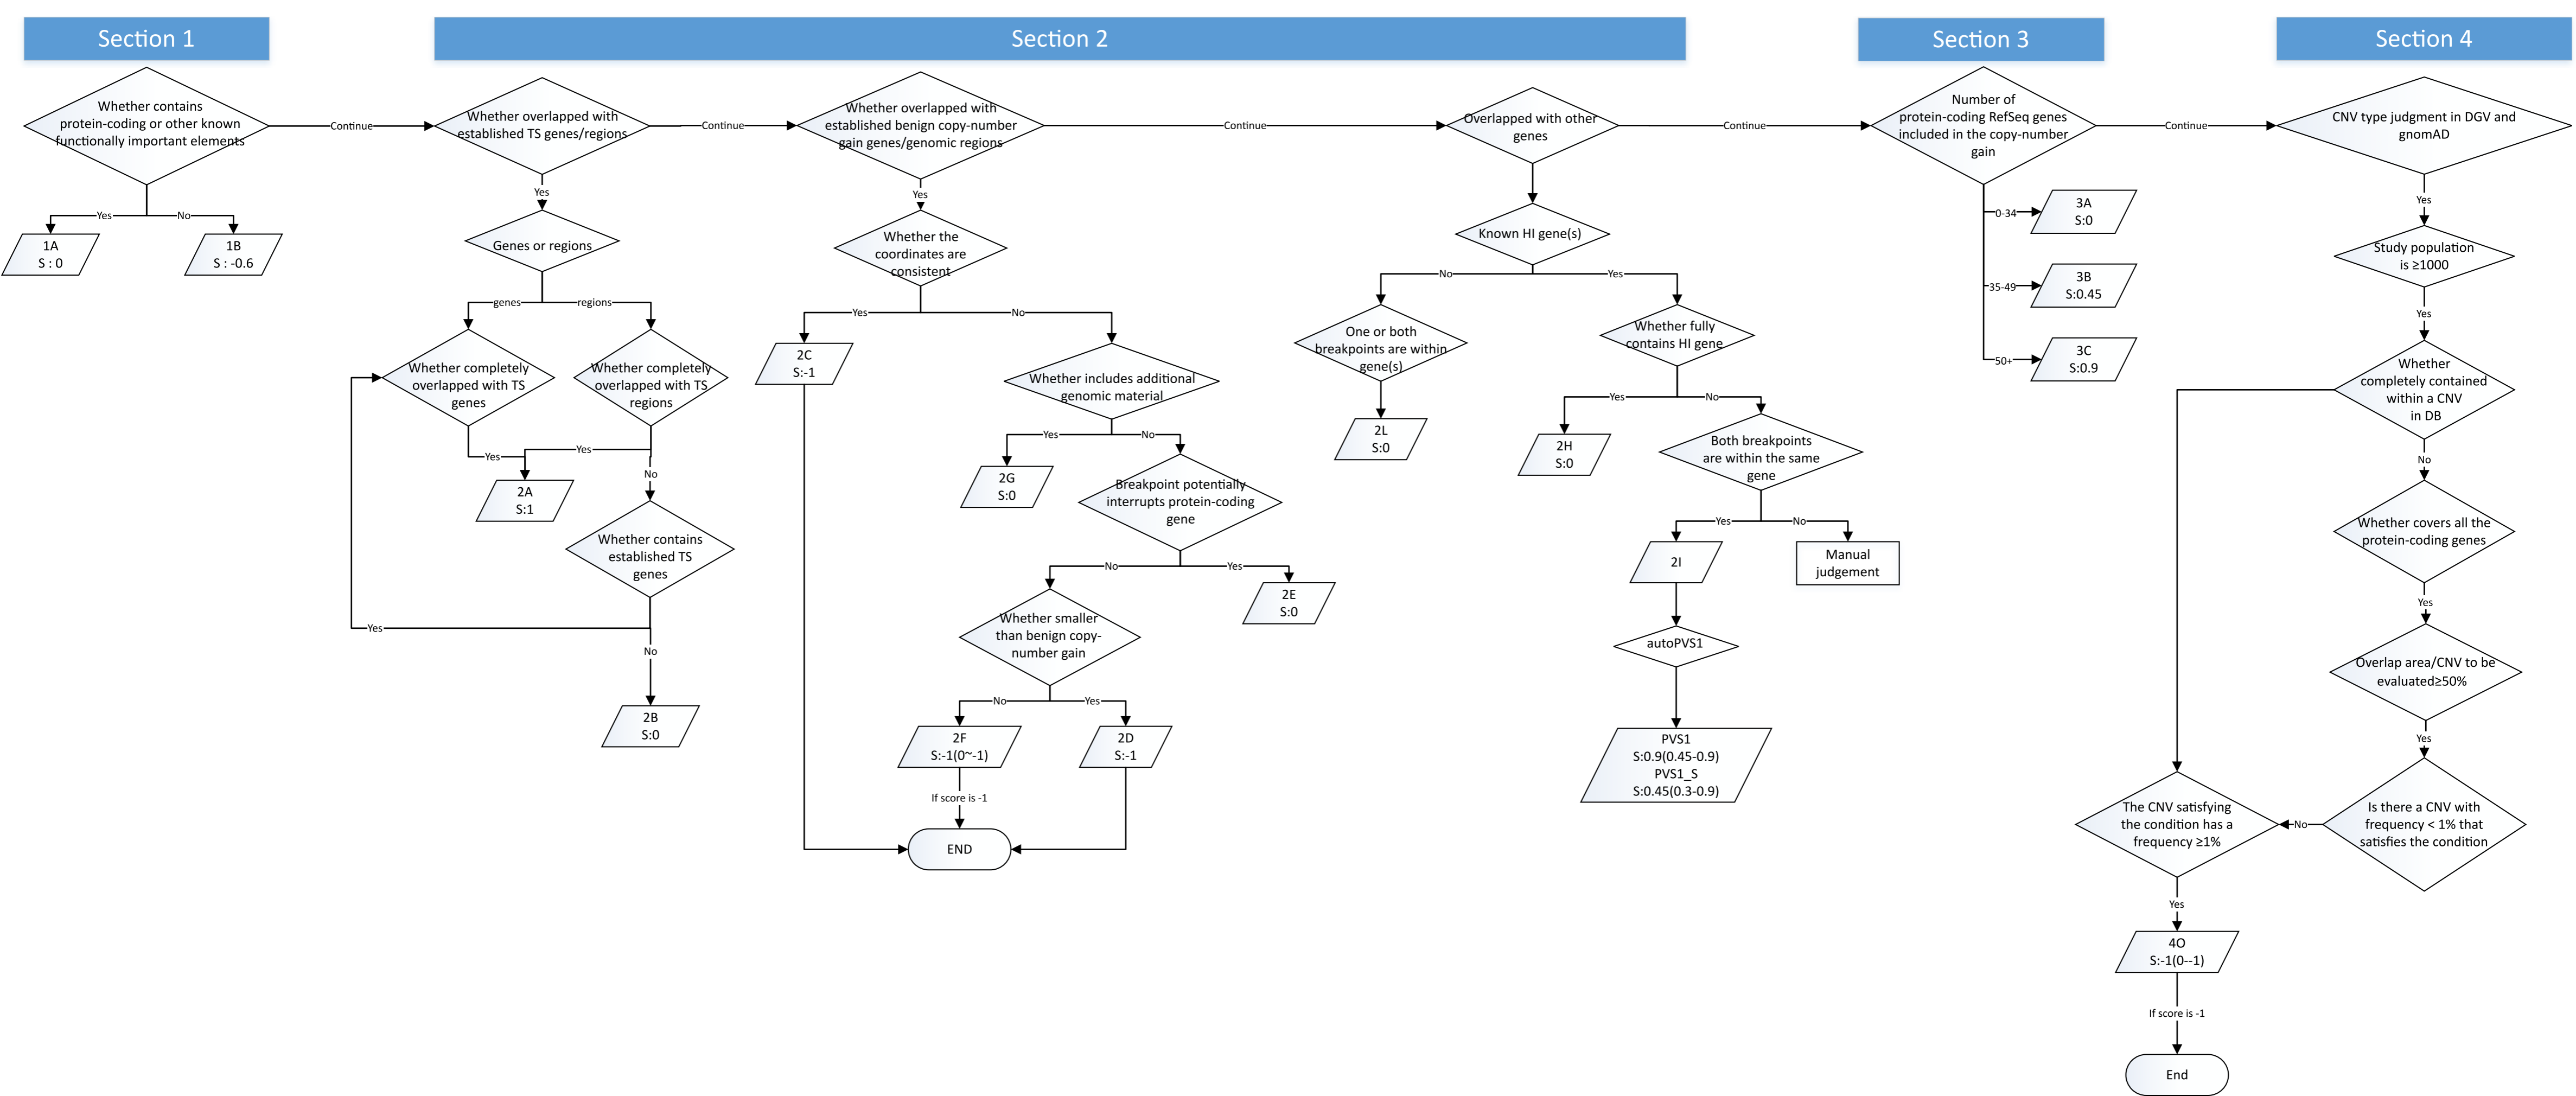 Section 1
Whether contains
protein-coding or other known
functionally important elements
Yes
No
1A
S : 0
1B
S : -0.6
Continue
Section 2
Whether overlapped with
established TS genes/regions
Yes
Genes or regions
genes
regions
Whether completely
overlapped with TS
genes
Whether completely
overlapped with TS
regions
Yes
Yes
No
2A
S:1
Whether contains
established TS
genes
Yes
No
2B
S:0
Continue
Whether overlapped with
established benign copy-number
gain genes/genomic regions
Yes
Whether the
coordinates are
consistent
Yes
No
2C
S:-1
Whether includes additional
genomic material
Yes
No
2G
S:0
Breakpoint potentially
interrupts protein-coding
gene
No
Yes
2E
S:0
Whether smaller
than benign copy-
number gain
No
Yes
2F
S:-1(0~-1)
2D
S:-1
If score is -1
END
Continue
Overlapped with other
genes
Known HI gene(s)
No
Yes
One or both
breakpoints are within
gene(s)
2L
S:0
Whether fully
contains HI gene
Yes
No
2H
S:0
Both breakpoints
are within the same
gene
Yes
No
2I
Manual
judgement
autoPVS1
PVS1
S:0.9(0.45-0.9)
PVS1_S
S:0.45(0.3-0.9)
Continue
Section 3
Number of
protein-coding RefSeq genes
included in the copy-number
gain
0-34
3A
S:0
35-49
3B
S:0.45
50+
3C
S:0.9
Continue
Section 4
CNV type judgment in DGV and
gnomAD
Yes
Study population
is ≥1000
Yes
Whether
completely contained
within a CNV
in DB
No
Whether covers all the
protein-coding genes
Yes
Overlap area/CNV to be
evaluated≥50%
Yes
Is there a CNV with
frequency < 1% that
satisfies the condition
No
The CNV satisfying
the condition has a
frequency ≥1%
Yes
4O
S:-1(0--1)
If score is -1
End